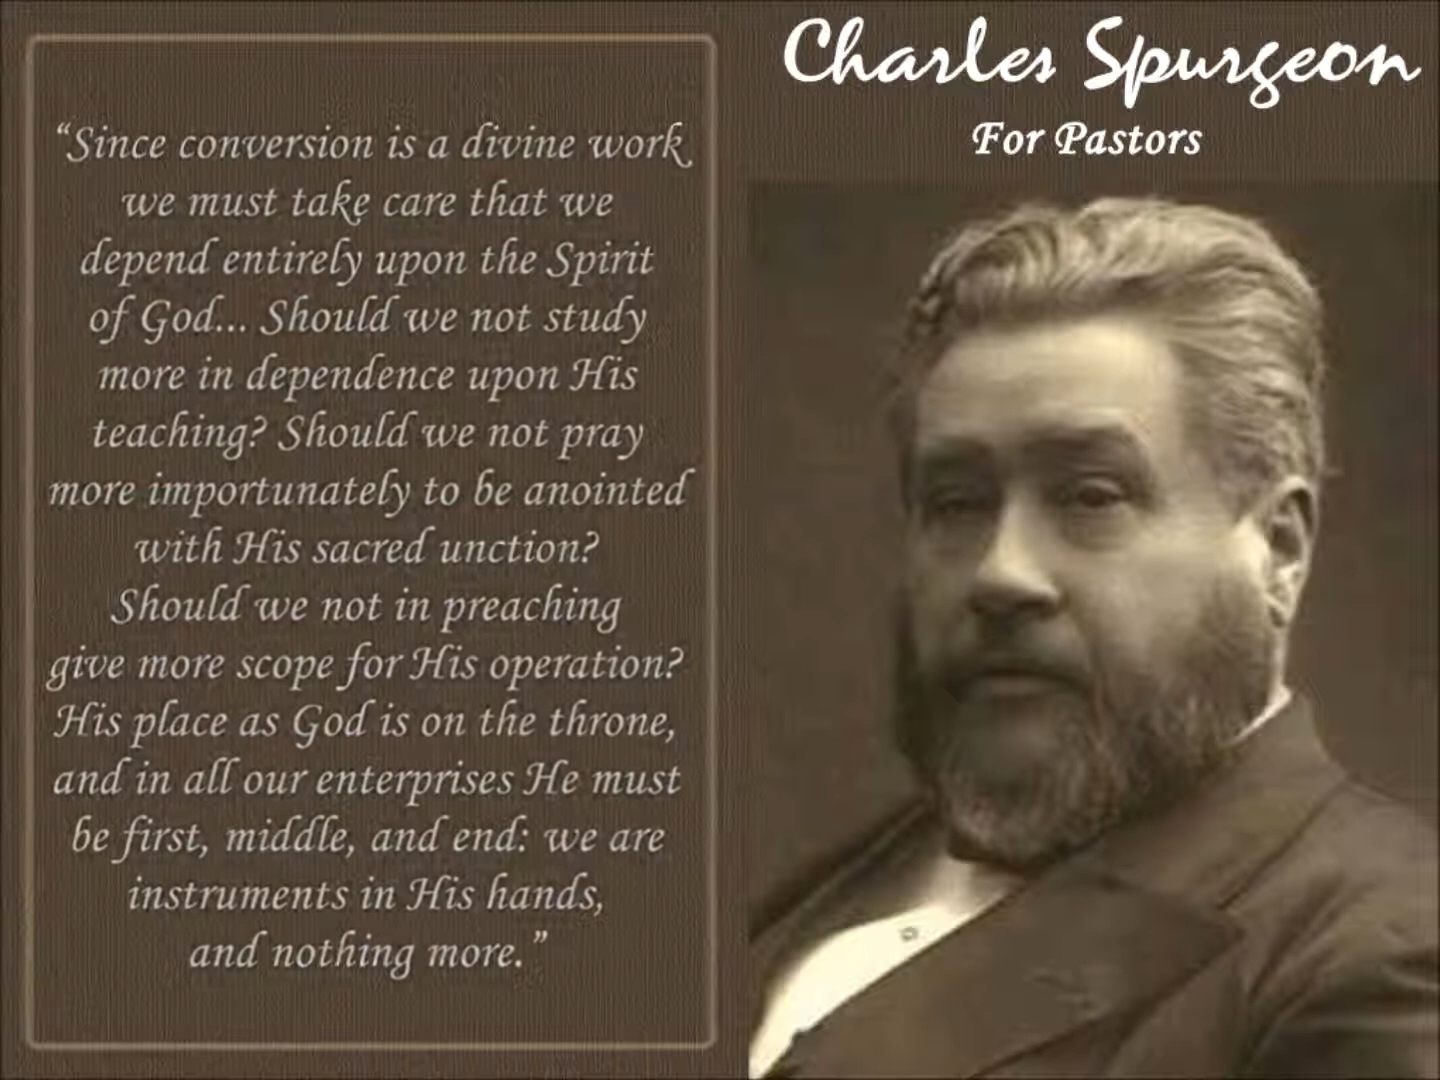 Charles Spurgeon
For Pastors
“Since conversion is a divine work
we must take care that we
depend entirely upon the Spirit
of God... Should we not study
more in dependence upon His
teaching? Should we not pray
more importunately to be anointed
with His sacred unction?
Should we not in preaching
give more scope for His operation?
His place as God is on the throne,
and in all our enterprises He must
be first, middle, and end: we are
instruments in His hands,
and nothing more.”